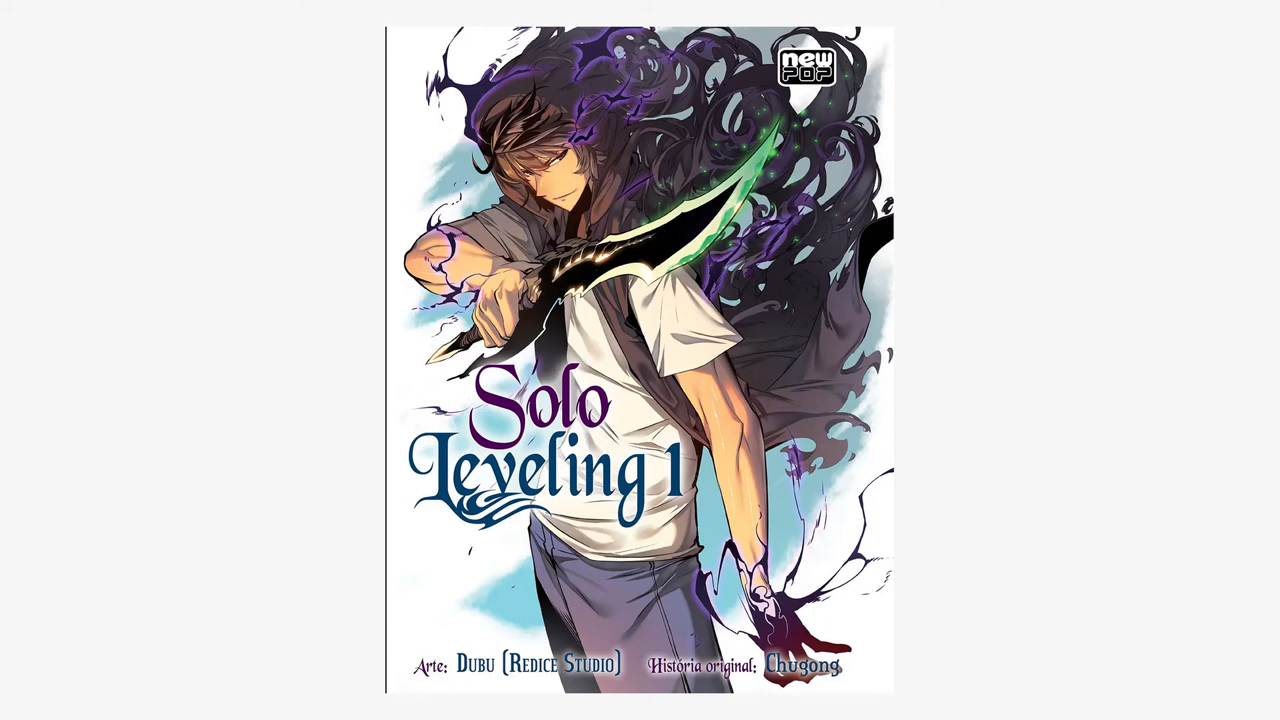 new
POP
Solo
Leveling 1
Arte: Dubu (Redice Studio) História original: Chugong